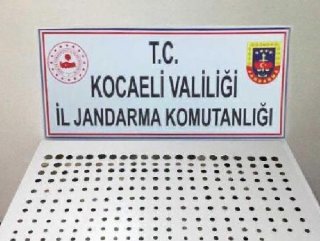 T.C.
KOCAELİ VALİLİĞİ
İL JANDARMA KOMUTANLIĞI